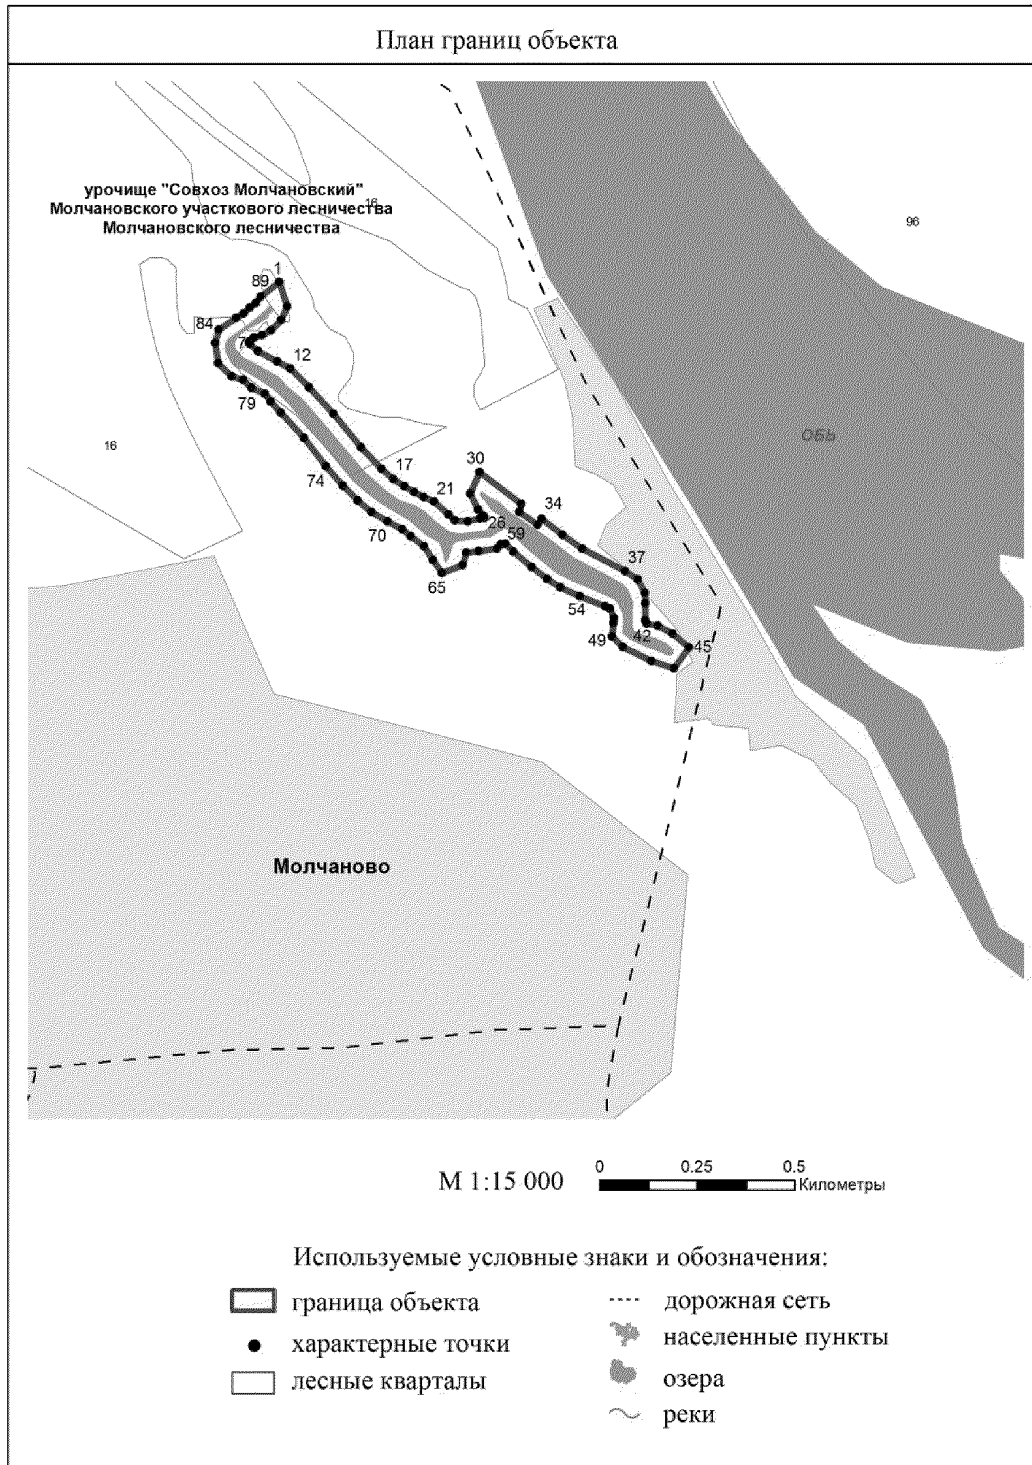 План границ объекта
урочище "Совхоз Молчановский"
Молчановского участкового лесничества
Молчановского лесничества
16
96
1
89
84
7
12
79
ОБЬ
16
17
30
74
21
34
26
70
59
37
65
54
42
49
45
Молчаново
М 1:15 000
0 0.25 0.5
Километры
Используемые условные знаки и обозначения:
граница объекта
дорожная сеть
характерные точки
населенные пункты
лесные кварталы
озера
реки